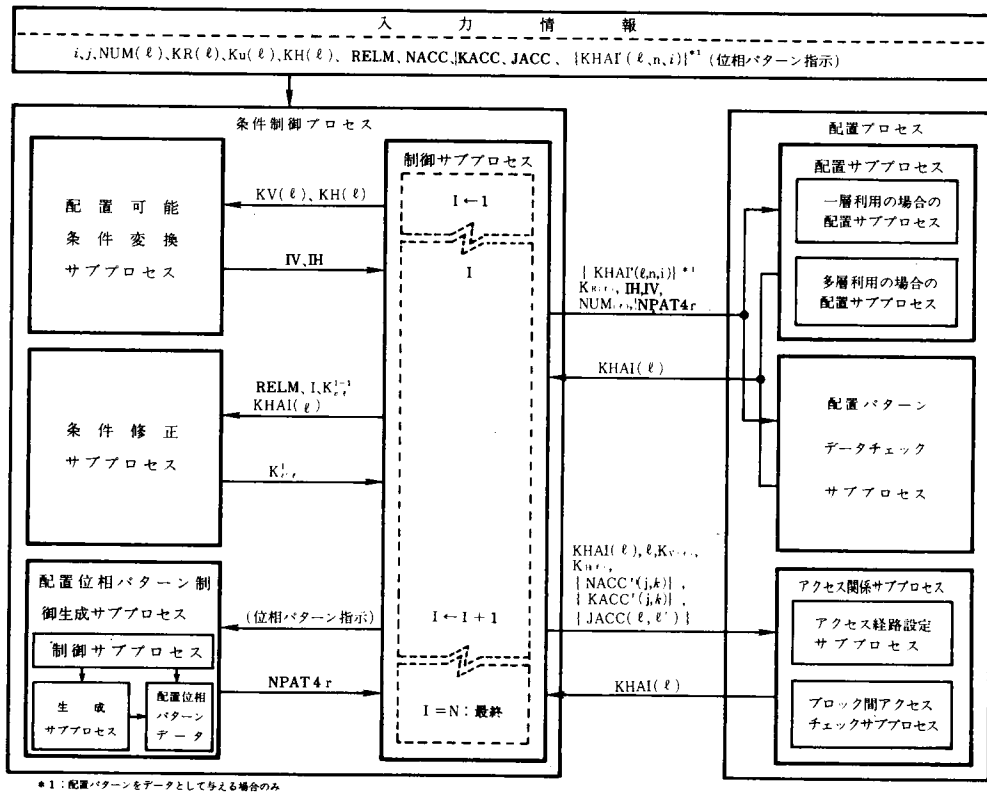 入力情報
i,j,NUM(ℓ),KR(ℓ),Ku(ℓ),KH(ℓ)、RELM、NACC、KACC、JACC、{KHAI'(ℓ,n,i)}*1 (位相パターン指示)
条件制御プロセス
配置可能
条件変換
サブプロセス
KV(ℓ)、KH(ℓ)
IV、IH
条件修正
サブプロセス
RELM、I、
KHAI(ℓ)
配置位相パターン制
御生成サブプロセス
制御サブプロセス
生成
サブプロセス
配置位相
パターン
データ
(位相パターン指示)
NPAT4r
制御サブプロセス
I←1
I
I←I+1
I=N:最終
{KHAI'(ℓ,n,i)}*1
IH,IV,
NPAT4r
KHAI(ℓ)
KHAI(ℓ),ℓ,
{NACC'(j,k)},
{KACC'(j,k)},
{JACC(ℓ,ℓ')}
KHAI(ℓ)
配置プロセス
配置サブプロセス
一層利用の場合の
配置サブプロセス
多層利用の場合の
配置サブプロセス
配置パターン
データチェック
サブプロセス
アクセス関係サブプロセス
アクセス経路設定
サブプロセス
ブロック間アクセス
チェックサブプロセス
*1:配置パターンをデータとして与える場合のみ